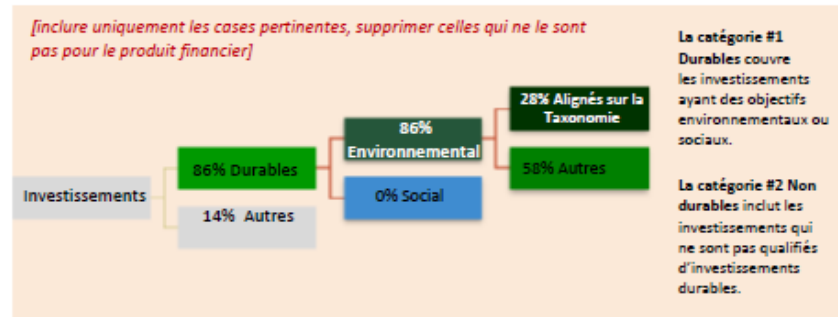 [inclure uniquement les cases pertinentes, supprimer celles qui ne le sont
pas pour le produit financier]
Investissements
86% Durables
14% Autres
86%
Environnemental
0% Social
28% Alignés sur la
Taxonomie
58% Autres
La catégorie #1
Durables couvre
les investissements
ayant des objectifs
environnementaux ou
sociaux.
La catégorie #2 Non
durables inclut les
investissements qui
ne sont pas qualifiés
d'investissements
durables.